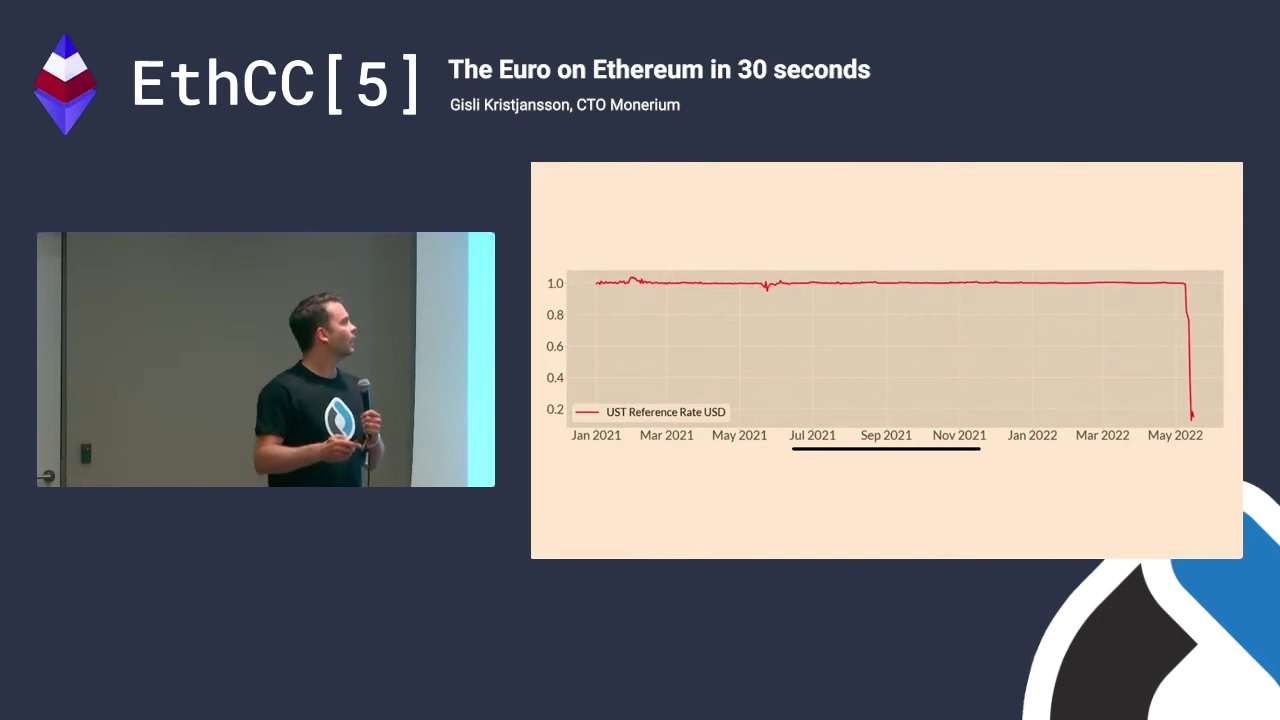 EthCC[5]
The Euro on Ethereum in 30 seconds
Gisli Kristjansson, CTO Monerium
1.0
0.8
0.6
0.4
0.2
UST Reference Rate USD
Jan 2021 Mar 2021 May 2021 Jul 2021 Sep 2021 Nov 2021 Jan 2022 Mar 2022 May 2022